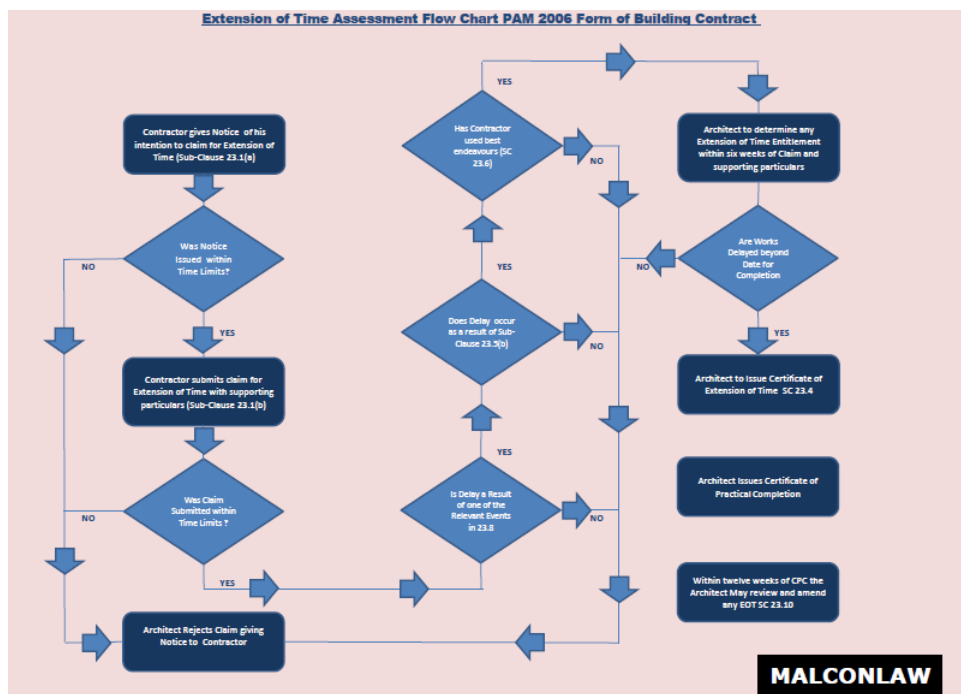 Extension of Time Assessment Flow Chart PAM 2006 Form of Building Contract
Contractor gives Notice of his
intention to claim for Extension of
Time (Sub-Clause 23.1(a)
Was Notice
Issued within
Time Limits?
NO
YES
Contractor submits claim for
Extension of Time with supporting
particulars (Sub-Clause 23.1(b)
Was Claim
Submitted within
Time Limits ?
NO
YES
Architect Rejects Claim giving
Notice to Contractor
Is Delay a Result
of one of the
Relevant Events
in 23.8
NO
YES
Does Delay occur
as a result of Sub-
Clause 23.5(b)
NO
YES
Has Contractor
used best
endeavours (SC
23.6)
NO
YES
Architect to determine any
Extension of Time Entitlement
within six weeks of Claim and
supporting particulars
Are Works
Delayed beyond
Date for
Completion
NO
YES
Architect to Issue Certificate of
Extension of Time SC 23.4
Architect Issues Certificate of
Practical Completion
Within twelve weeks of CPC the
Architect May review and amend
any EOT SC 23.10
MALCONLAW